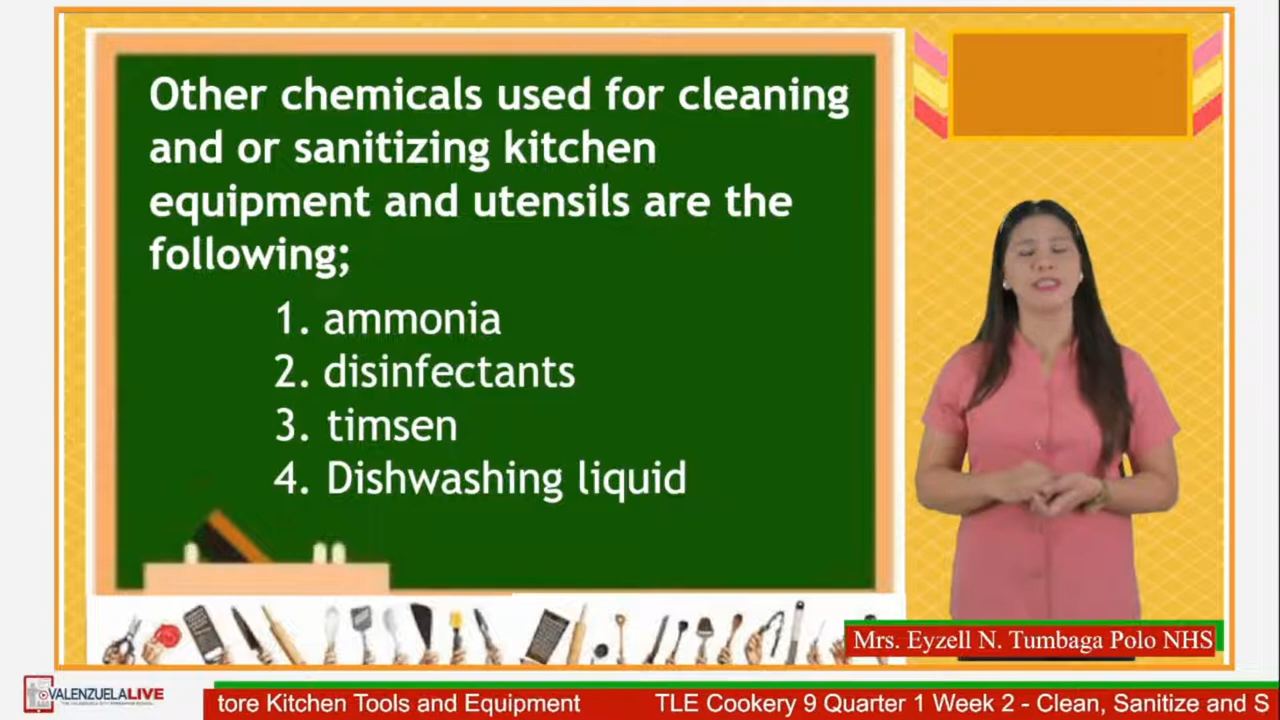 Other chemicals used for cleaning
and or sanitizing kitchen
equipment and utensils are the
following;
1. ammonia
2. disinfectants
3. timsen
4. Dishwashing liquid
Mrs. Eyzell N. Tumbaga Polo NHS
VALENZUELALIVE
tore Kitchen Tools and Equipment TLE Cookery 9 Quarter 1 Week 2 - Clean, Sanitize and S